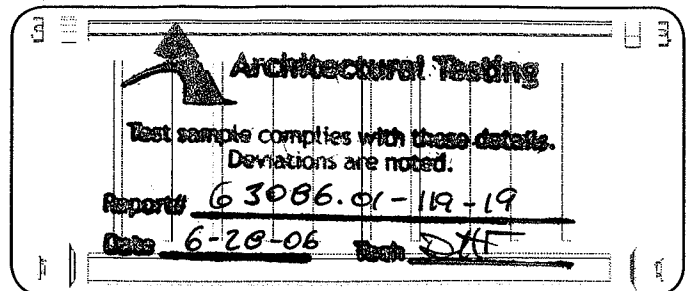 Architectural Testing
Test sample complies with these details.
Deviations are noted.
Report# 63086.01-119-19
Date 6-28-06 Tech